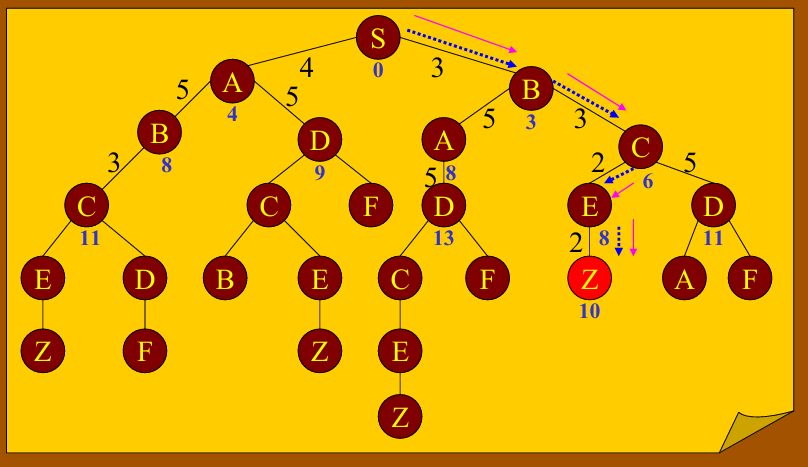 S
4 3 0
A B
5 5 4 3
B D A C
5 3 8
3 9 8 2 5 6
C C F 5 D E D
11 13 2 8 11
E D B E C F Z A F
10
Z F Z E
Z